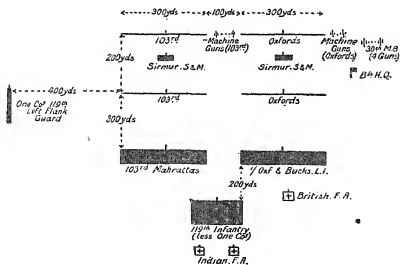 300yds 100yds 300yds
103rd
Machine
Guns (103rd)
Oxfords
Machine
Guns
(Oxfords)
30th M.B.
(4 Guns)
200yds
Sirmur. S&M.
Sirmur. S&M.
Bde H.Q.
400yds
One Coy 119th
Left Flank
Guard
103rd
Oxfords
300yds
103rd Mahrattas
1/Oxf & Bucks. L.I.
200yds
British. F.A.
119th Infantry
(less One Coy)
Indian. F.A.